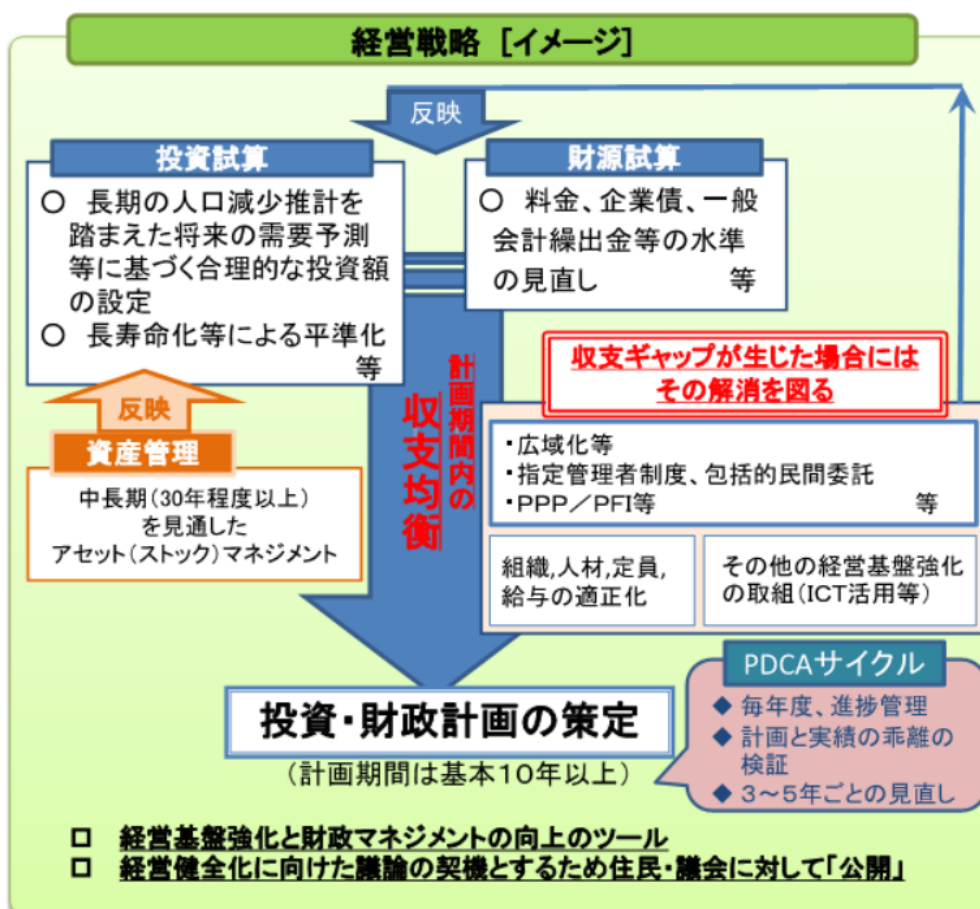 経営戦略 [イメージ]
反映
投資試算
○ 長期の人口減少推計を
踏まえた将来の需要予測
等に基づく合理的な投資額
の設定
○ 長寿命化等による平準化
等
財源試算
○ 料金、企業債、一般
会計繰出金等の水準
の見直し 等
反映
資産管理
中長期(30年程度以上)
を見通した
アセット(ストック)マネジメント
計画期間内の
収支均衡
収支ギャップが生じた場合には
その解消を図る
・広域化等
・指定管理者制度、包括的民間委託
・PPP/PFI等 等
組織,人材,定員,
給与の適正化
その他の経営基盤強化
の取組(ICT活用等)
投資・財政計画の策定
(計画期間は基本10年以上)
PDCAサイクル
◆ 毎年度、進捗管理
◆ 計画と実績の乖離の
検証
◆ 3~5年ごとの見直し
□ 経営基盤強化と財政マネジメントの向上のツール
□ 経営健全化に向けた議論の契機とするため住民・議会に対して「公開」